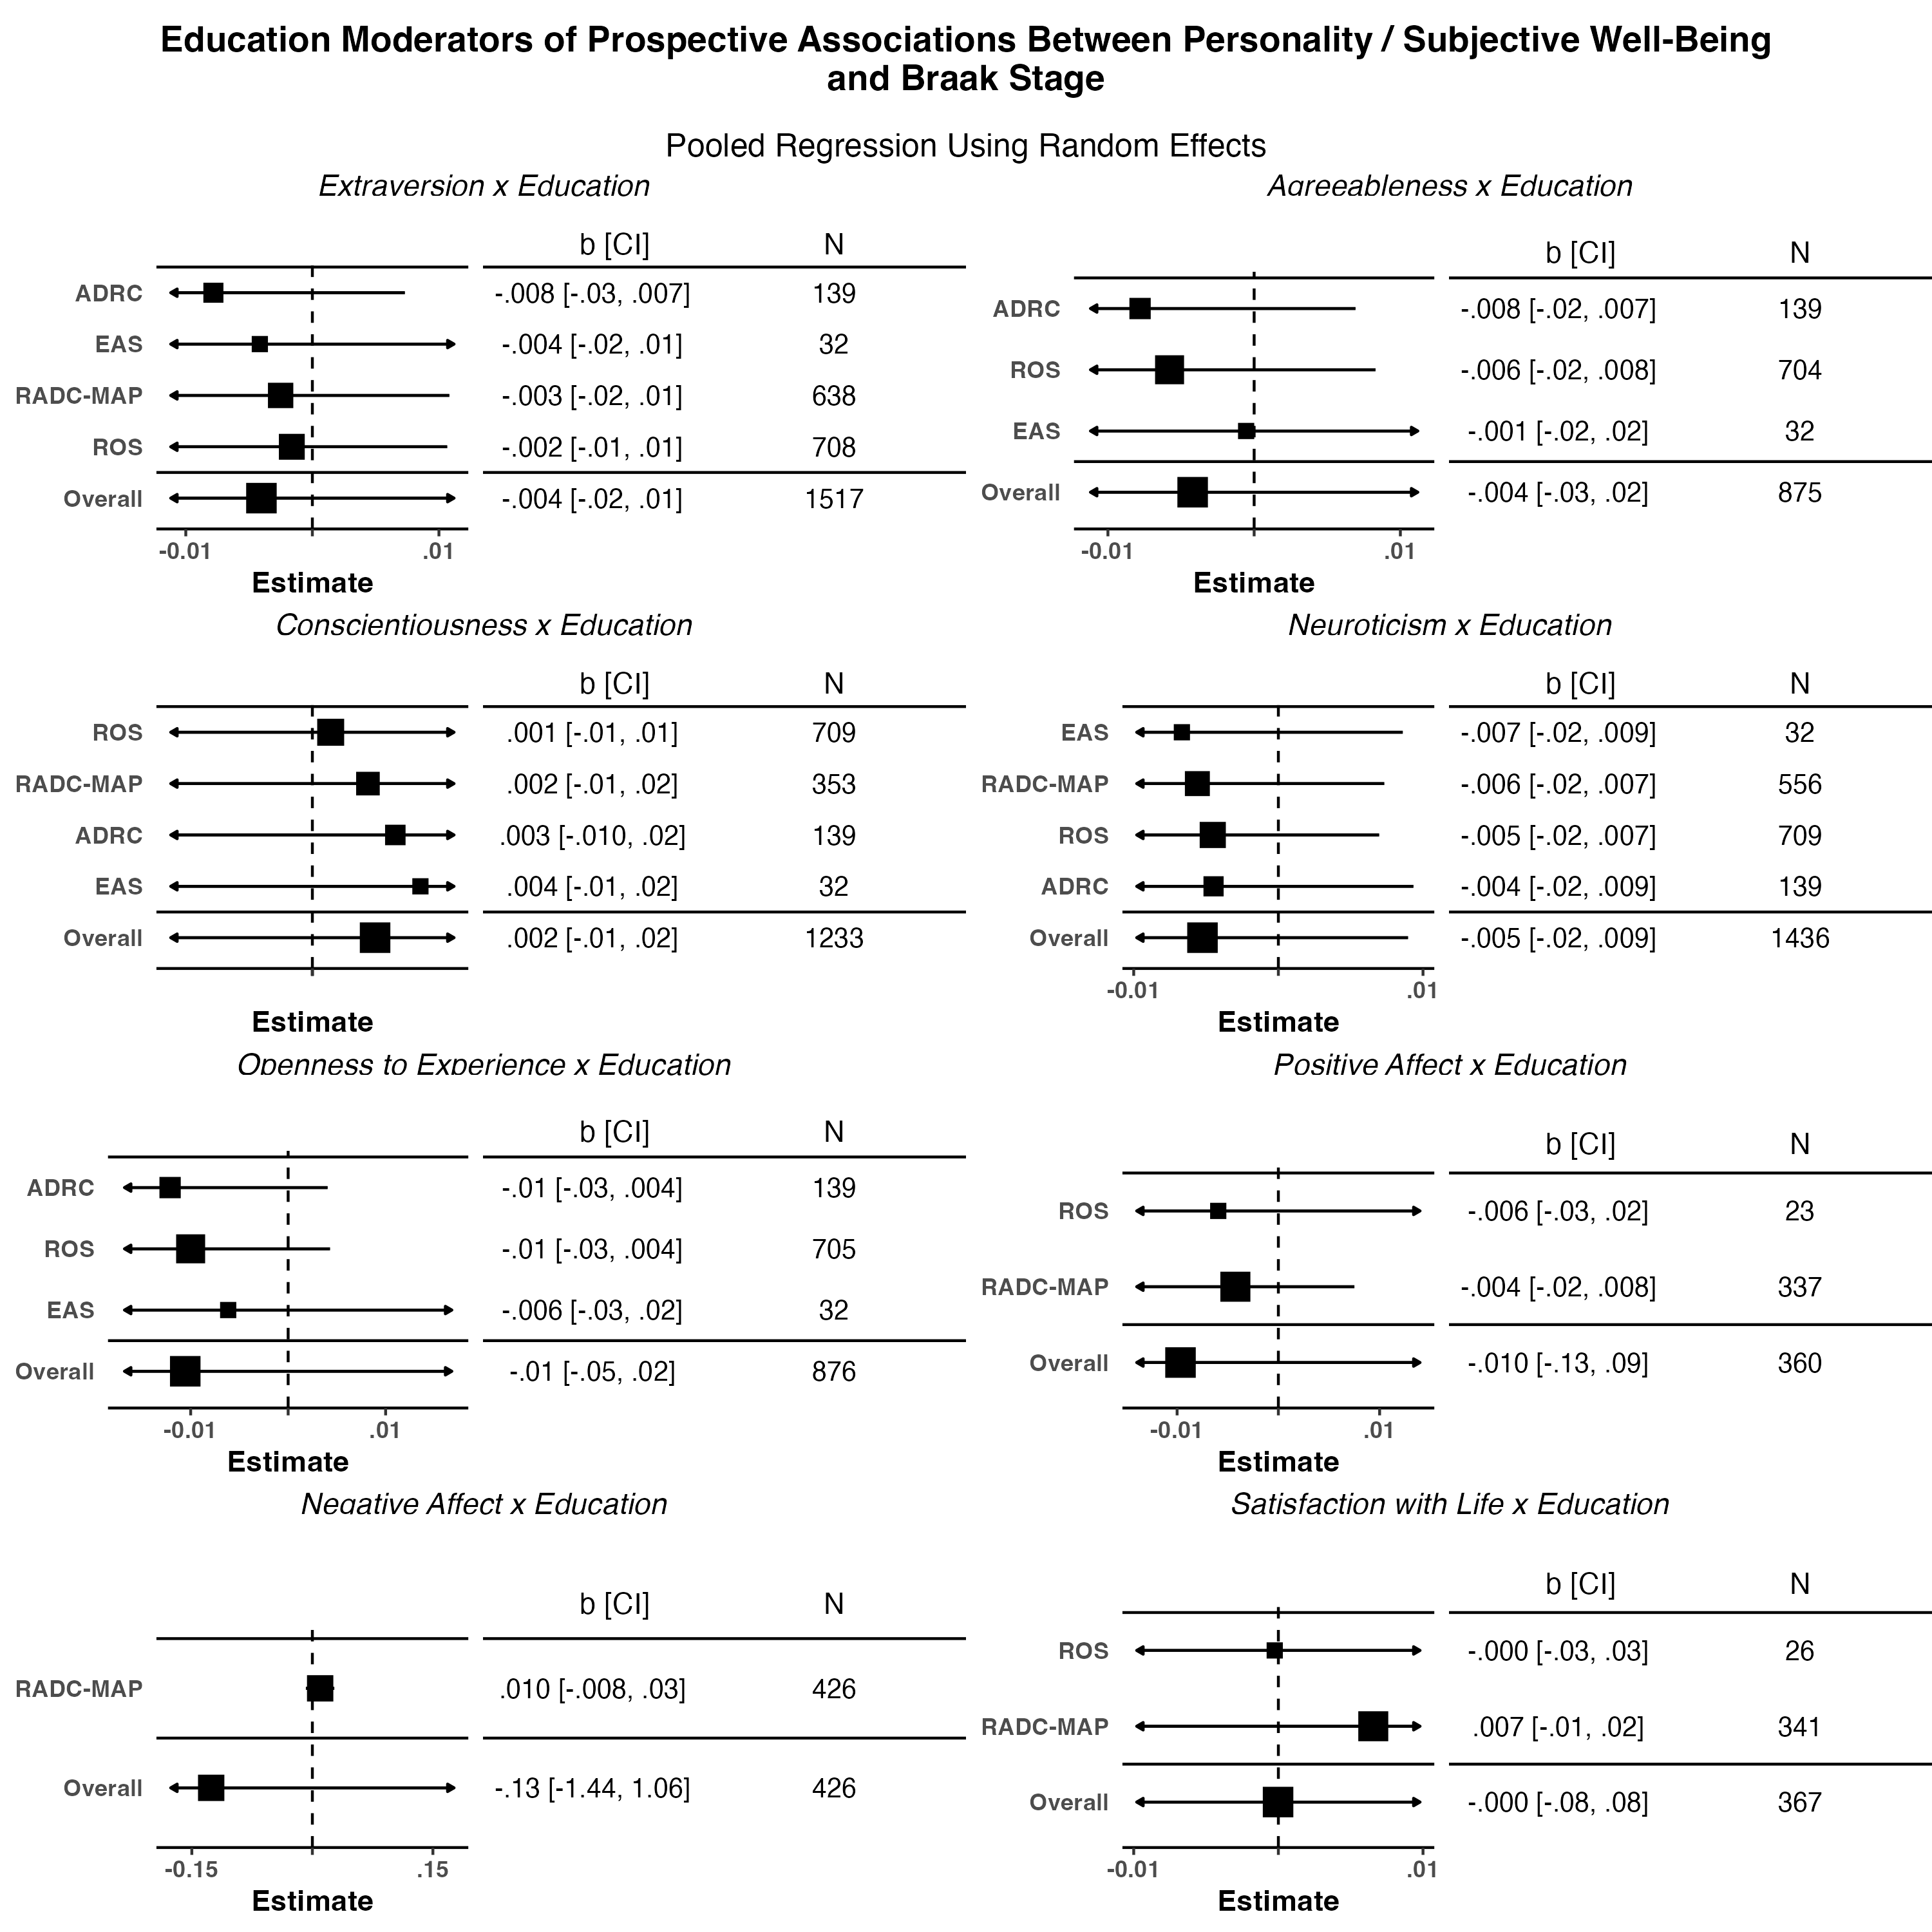 Education Moderators of Prospective Associations Between Personality / Subjective Well-Being
and Braak Stage
Pooled Regression Using Random Effects
Extraversion x Education
b [CI] N
ADRC -.008 [-.03, .007] 139
EAS -.004 [-.02, .01] 32
RADC-MAP -.003 [-.02, .01] 638
ROS -.002 [-.01, .01] 708
Overall -.004 [-.02, .01] 1517
-0.01 .01
Estimate
Agreeableness x Education
b [CI] N
ADRC -.008 [-.02, .007] 139
ROS -.006 [-.02, .008] 704
EAS -.001 [-.02, .02] 32
Overall -.004 [-.03, .02] 875
-0.01 .01
Estimate
Conscientiousness x Education
b [CI] N
ROS .001 [-.01, .01] 709
RADC-MAP .002 [-.01, .02] 353
ADRC .003 [-.010, .02] 139
EAS .004 [-.01, .02] 32
Overall .002 [-.01, .02] 1233
Estimate
Neuroticism x Education
b [CI] N
EAS -.007 [-.02, .009] 32
RADC-MAP -.006 [-.02, .007] 556
ROS -.005 [-.02, .007] 709
ADRC -.004 [-.02, .009] 139
Overall -.005 [-.02, .009] 1436
-0.01 .01
Estimate
Openness to Experience x Education
b [CI] N
ADRC -.01 [-.03, .004] 139
ROS -.01 [-.03, .004] 705
EAS -.006 [-.03, .02] 32
Overall -.01 [-.05, .02] 876
-0.01 .01
Estimate
Positive Affect x Education
b [CI] N
ROS -.006 [-.03, .02] 23
RADC-MAP -.004 [-.02, .008] 337
Overall -.010 [-.13, .09] 360
-0.01 .01
Estimate
Negative Affect x Education
b [CI] N
RADC-MAP .010 [-.008, .03] 426
Overall -.13 [-1.44, 1.06] 426
-0.15 .15
Estimate
Satisfaction with Life x Education
b [CI] N
ROS -.000 [-.03, .03] 26
RADC-MAP .007 [-.01, .02] 341
Overall -.000 [-.08, .08] 367
-0.01 .01
Estimate